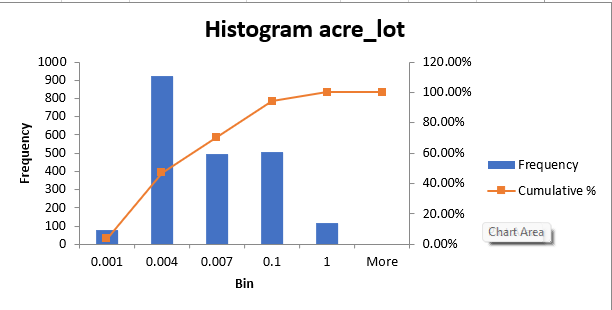 Histogram acre_lot
1000 120.00%
900
800 100.00%
700 80.00%
600
500 60.00%
400 40.00%
300
200 20.00%
100
0 0.00%
Frequency
0.001 0.004 0.007 0.1 1 More
Bin
Frequency
Cumulative %
Chart Area